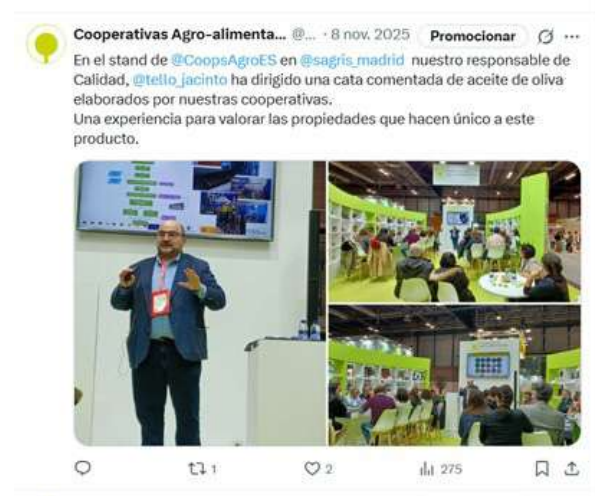 Cooperativas Agro-alimenta... @... · 8 nov. 2025 Promocionar
En el stand de @CoopsAgroES en @sagris_madrid nuestro responsable de
Calidad, @tello_jacinto ha dirigido una cata comentada de aceite de oliva
elaborados por nuestras cooperativas.
Una experiencia para valorar las propiedades que hacen único a este
producto.
1 2 275